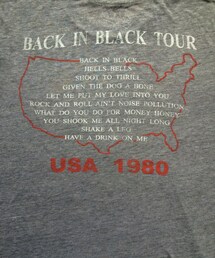 BACK IN BLACK TOUR
BACK IN BLACK
HELLS BELLS
SHOOT TO THRILL
GIVEN THE DOG A BONE
LET ME PUT MY LOVE INTO YOU
ROCK AND ROLL AIN'T NOISE POLLUTION
WHAT DO YOU DO FOR MONEY HONEY
YOU SHOOK ME ALL NIGHT LONG
SHAKE A LEG
HAVE A DRINK ON ME
USA 1980